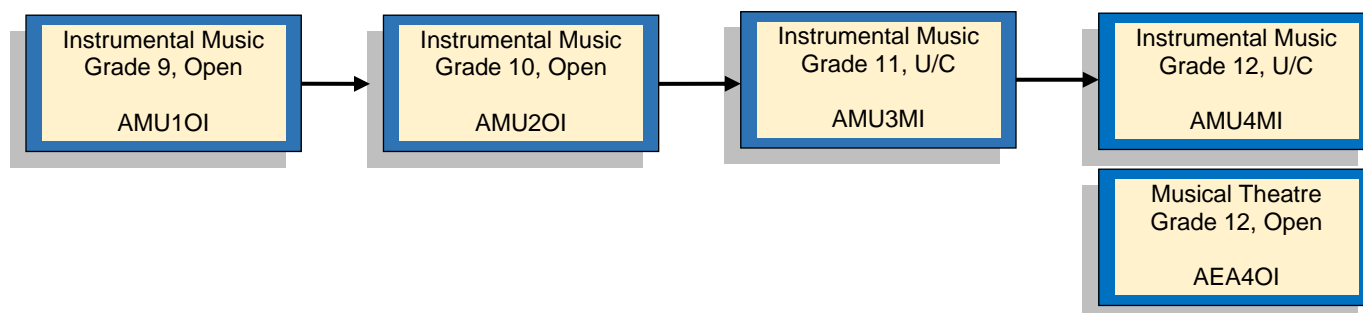 Instrumental Music
Grade 9, Open
AMU1OI
Instrumental Music
Grade 10, Open
AMU2OI
Instrumental Music
Grade 11, U/C
AMU3MI
Instrumental Music
Grade 12, U/C
AMU4MI
Musical Theatre
Grade 12, Open
AEA4OI